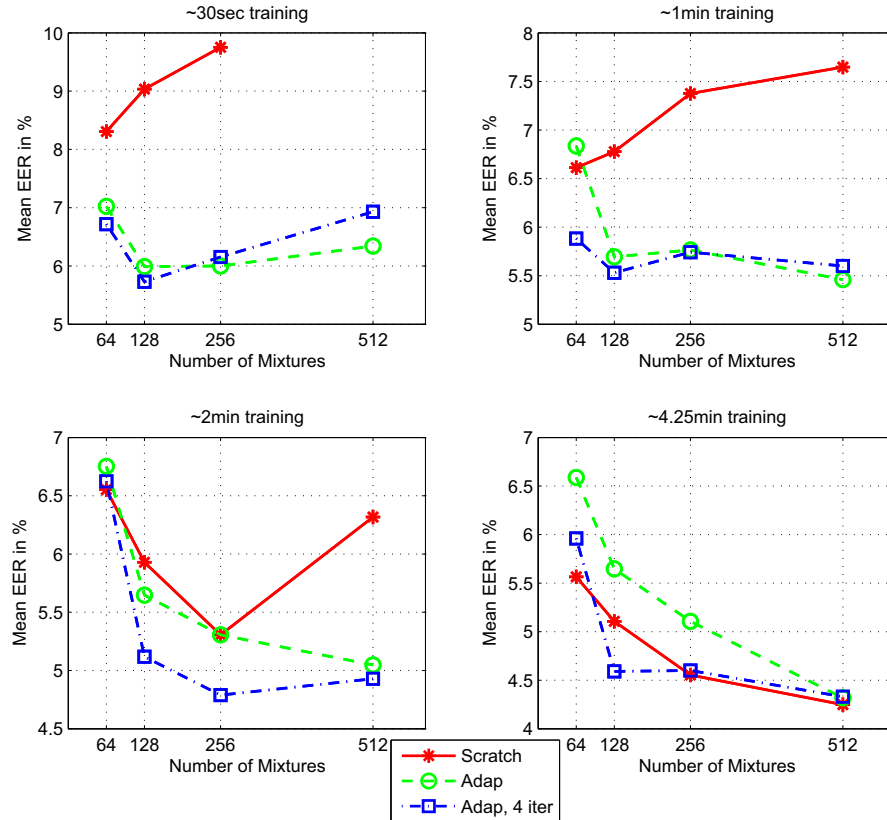 ~30sec training
10
9
8
7
6
5
Mean EER in %
64 128 256 512
Number of Mixtures
~1min training
8
7.5
7
6.5
6
5.5
5
Mean EER in %
64 128 256 512
Number of Mixtures
~2min training
7
6.5
6
5.5
5
4.5
Mean EER in %
64 128 256 512
Number of Mixtures
~4.25min training
7
6.5
6
5.5
5
4.5
4
Mean EER in %
64 128 256 512
Number of Mixtures
Scratch
Adap
Adap, 4 iter